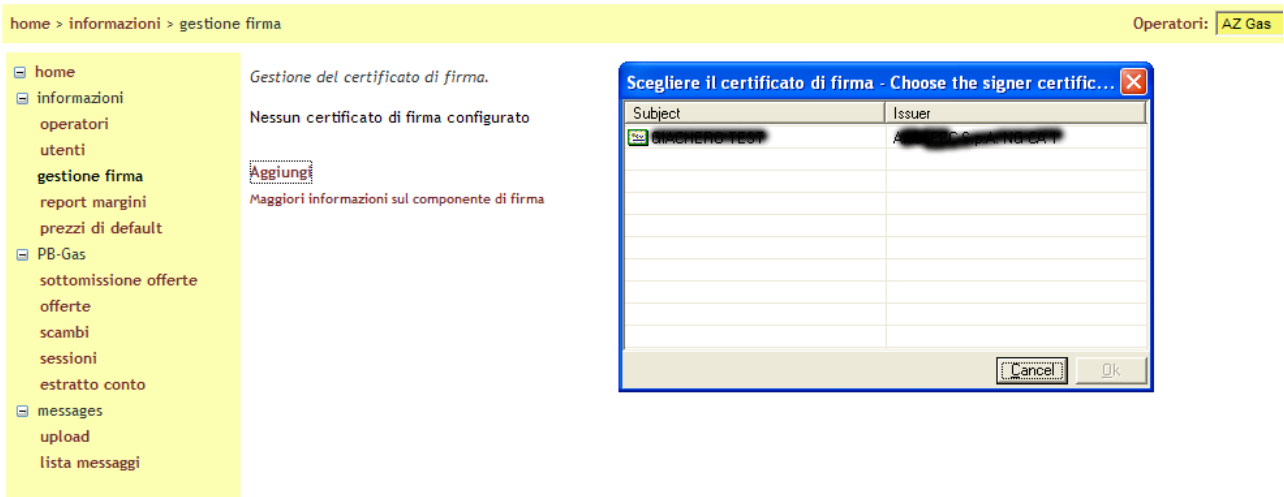 home > informazioni > gestione firma
Operatori: AZ Gas
home
informazioni
operatori
utenti
gestione firma
report margini
prezzi di default
PB-Gas
sottomissione offerte
offerte
scambi
sessioni
estratto conto
messages
upload
lista messaggi
Gestione del certificato di firma.
Nessun certificato di firma configurato
Aggiungi
Maggiori informazioni sul componente di firma
Scegliere il certificato di firma - Choose the signer certific...
Subject Issuer
Cancel Ok